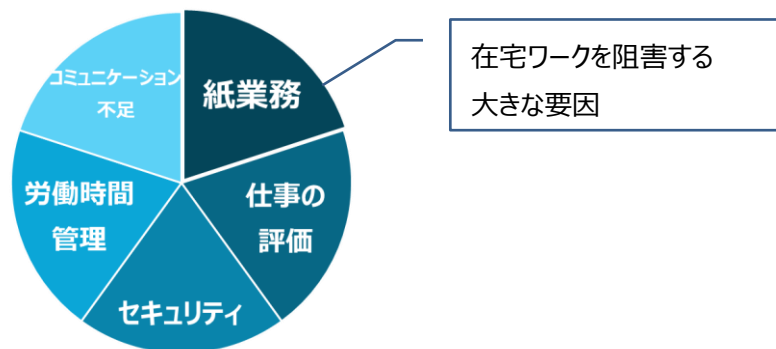 紙業務
仕事の
評価
セキュリティ
労働時間
管理
コミュニケーション
不足
在宅ワークを阻害する
大きな要因